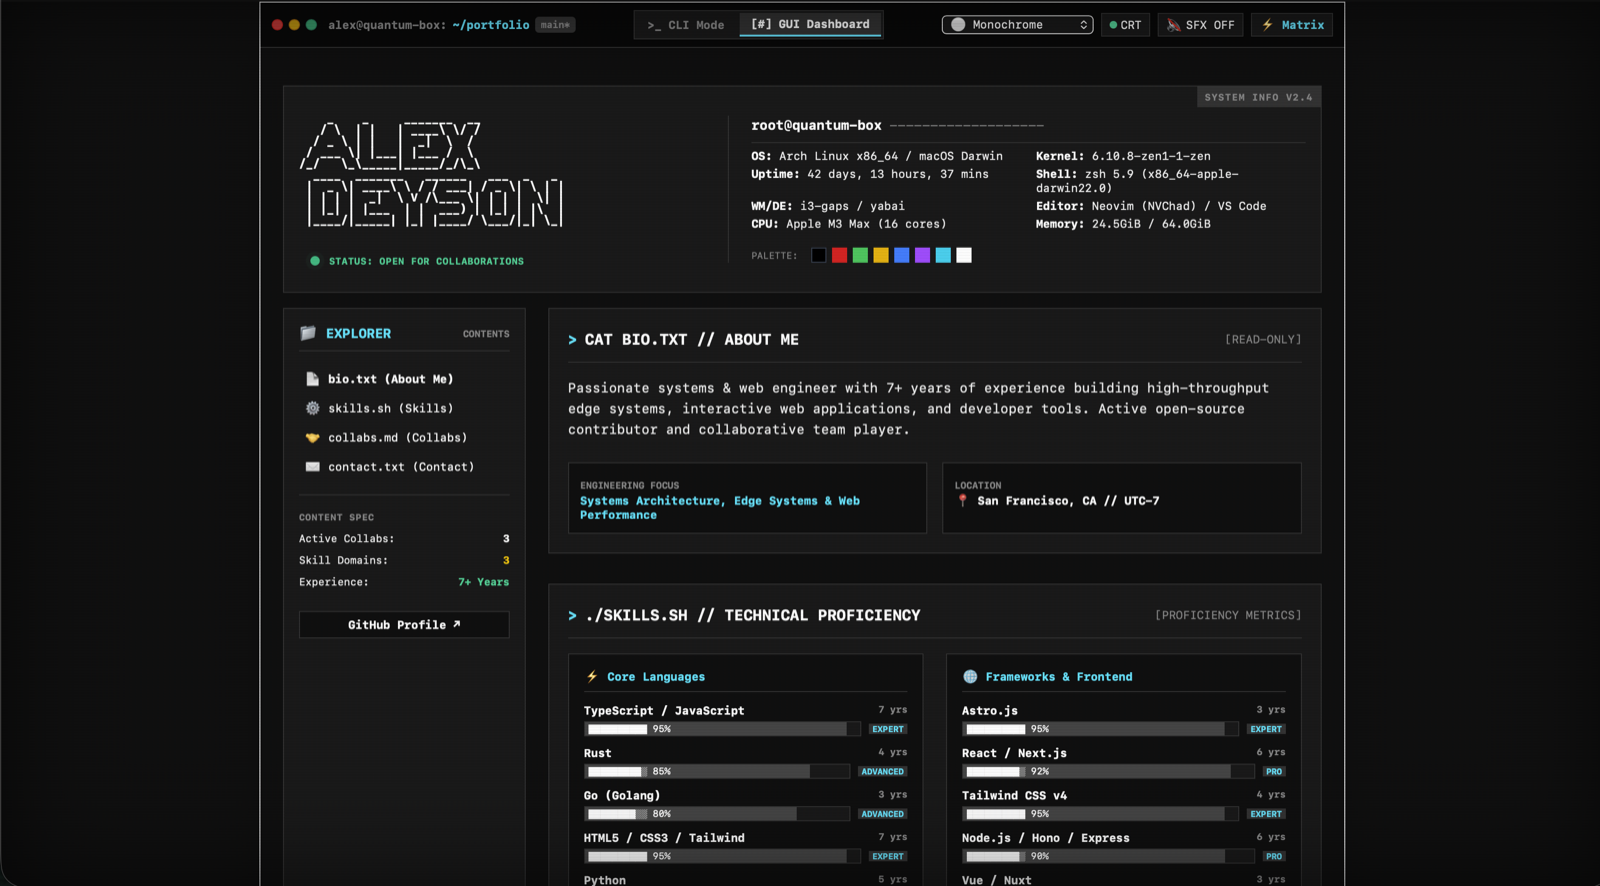 alex@quantum-box: ~/portfolio main*
>_ CLI Mode
[#] GUI Dashboard
Monochrome
CRT
SFX OFF
Matrix
SYSTEM INFO V2.4
ALEX
DEYSON
STATUS: OPEN FOR COLLABORATIONS
root@quantum-box -------------------
OS: Arch Linux x86_64 / macOS Darwin
Kernel: 6.10.8-zen1-1-zen
Uptime: 42 days, 13 hours, 37 mins
Shell: zsh 5.9 (x86_64-apple-
darwin22.0)
WM/DE: i3-gaps / yabai
Editor: Neovim (NVChad) / VS Code
CPU: Apple M3 Max (16 cores)
Memory: 24.5GiB / 64.0GiB
PALETTE:
EXPLORER
CONTENTS
bio.txt (About Me)
skills.sh (Skills)
collabs.md (Collabs)
contact.txt (Contact)
CONTENT SPEC
Active Collabs: 3
Skill Domains: 3
Experience: 7+ Years
GitHub Profile ↗
> CAT BIO.TXT // ABOUT ME
[READ-ONLY]
Passionate systems & web engineer with 7+ years of experience building high-throughput
edge systems, interactive web applications, and developer tools. Active open-source
contributor and collaborative team player.
ENGINEERING FOCUS
Systems Architecture, Edge Systems & Web
Performance
LOCATION
San Francisco, CA // UTC-7
> ./SKILLS.SH // TECHNICAL PROFICIENCY
[PROFICIENCY METRICS]
Core Languages
TypeScript / JavaScript 7 yrs
95% EXPERT
Rust 4 yrs
85% ADVANCED
Go (Golang) 3 yrs
80% ADVANCED
HTML5 / CSS3 / Tailwind 7 yrs
95% EXPERT
Python 5 yrs
Frameworks & Frontend
Astro.js 3 yrs
95% EXPERT
React / Next.js 6 yrs
92% PRO
Tailwind CSS v4 4 yrs
95% EXPERT
Node.js / Hono / Express 6 yrs
90% PRO
Vue / Nuxt 3 yrs